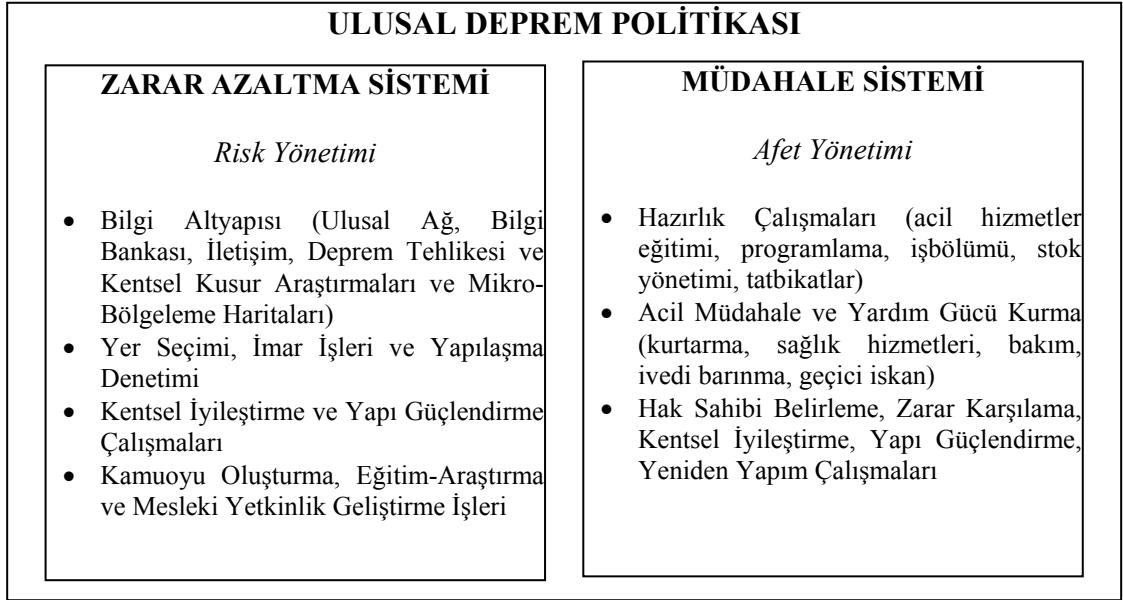 ULUSAL DEPREM POLİTİKASI
ZARAR AZALTMA SİSTEMİ
Risk Yönetimi
• Bilgi Altyapısı (Ulusal Ağ, Bilgi
Bankası, İletişim, Deprem Tehlikesi ve
Kentsel Kusur Araştırmaları ve Mikro-
Bölgeleme Haritaları)
• Yer Seçimi, İmar İşleri ve Yapılaşma
Denetimi
• Kentsel İyileştirme ve Yapı Güçlendirme
Çalışmaları
• Kamuoyu Oluşturma, Eğitim-Araştırma
ve Mesleki Yetkinlik Geliştirme İşleri
MÜDAHALE SİSTEMİ
Afet Yönetimi
• Hazırlık Çalışmaları (acil hizmetler
eğitimi, programlama, işbölümü, stok
yönetimi, tatbikatlar)
• Acil Müdahale ve Yardım Gücü Kurma
(kurtarma, sağlık hizmetleri, bakım,
ivedi barınma, geçici iskan)
• Hak Sahibi Belirleme, Zarar Karşılama,
Kentsel İyileştirme, Yapı Güçlendirme,
Yeniden Yapım Çalışmaları